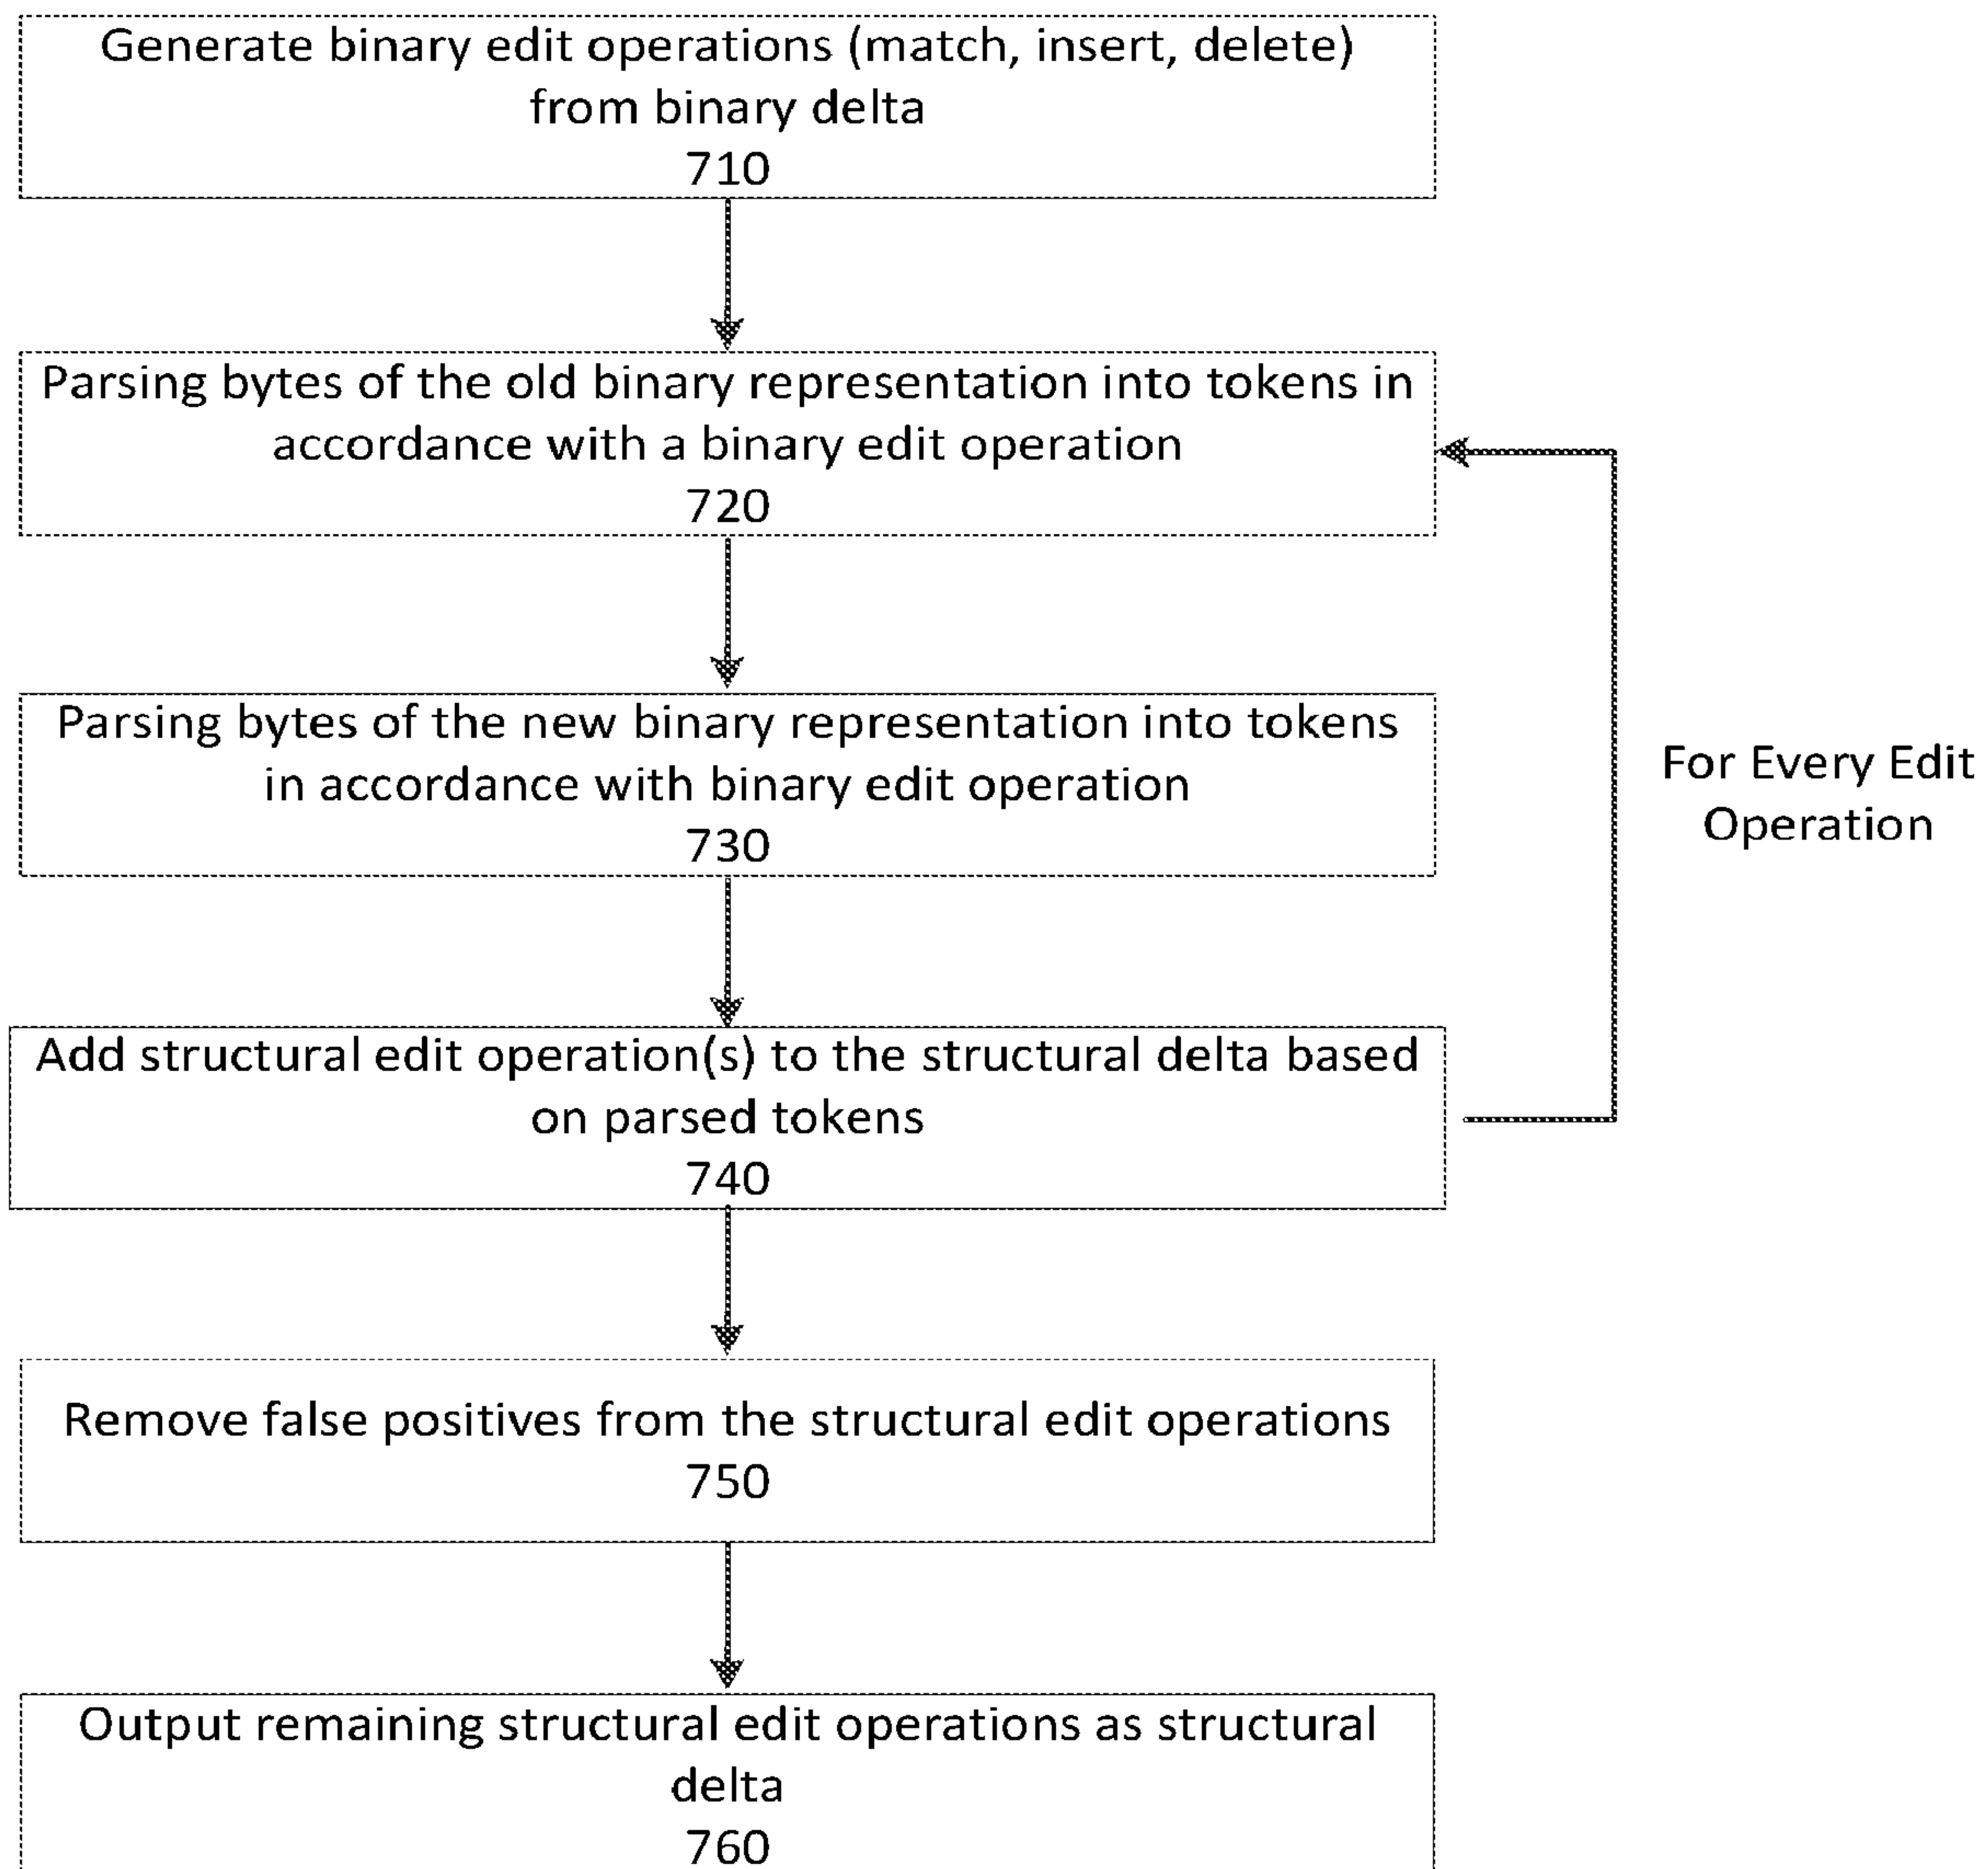 Generate binary edit operations (match, insert, delete)
from binary delta
710
Parsing bytes of the old binary representation into tokens in
accordance with a binary edit operation
720
Parsing bytes of the new binary representation into tokens
in accordance with binary edit operation
730
For Every Edit
Operation
Add structural edit operation(s) to the structural delta based
on parsed tokens
740
Remove false positives from the structural edit operations
750
Output remaining structural edit operations as structural
delta
760